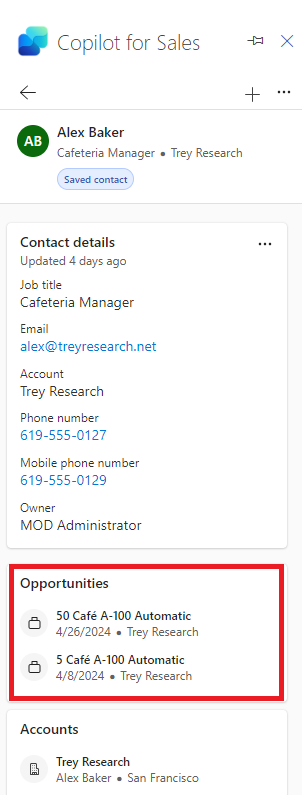 Copilot for Sales
AB
Alex Baker
Cafeteria Manager • Trey Research
Saved contact
Contact details
Updated 4 days ago
Job title
Cafeteria Manager
Email
alex@treyresearch.net
Account
Trey Research
Phone number
619-555-0127
Mobile phone number
619-555-0129
Owner
MOD Administrator
Opportunities
50 Café A-100 Automatic
4/26/2024 • Trey Research
5 Café A-100 Automatic
4/8/2024 • Trey Research
Accounts
Trey Research
Alex Baker • San Francisco